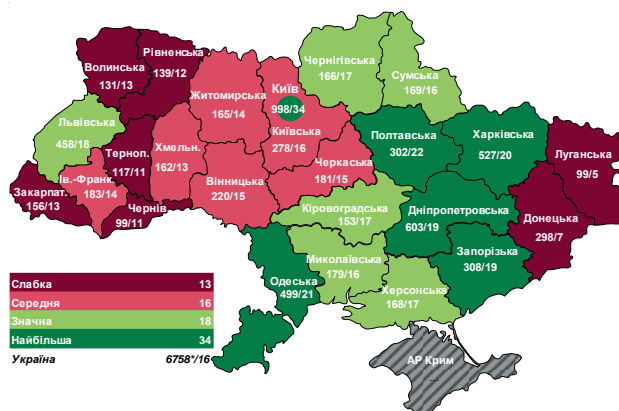 Рівненська
139/12
Волинська
131/13
Чернігівська
166/17
Сумська
169/16
Житомирська
165/14
Київ
998/34
Львівська
458/18
Київська
278/16
Полтавська
302/22
Харківська
527/20
Терноп.
117/11
Хмельн.
162/13
Луганська
99/5
Черкаська
181/15
Ів.-Франк.
183/14
Закарпат.
156/13
Вінницька
220/15
Чернів
99/11
Кіровоградська
153/17
Дніпропетровська
603/19
Донецька
298/7
Запорізька
308/19
Миколаївська
179/16
Одеська
499/21
Херсонська
168/17
Слабка 13
Середня 16
Значна 18
Найбільша 34
Україна 6758*/16
АР Крим
...